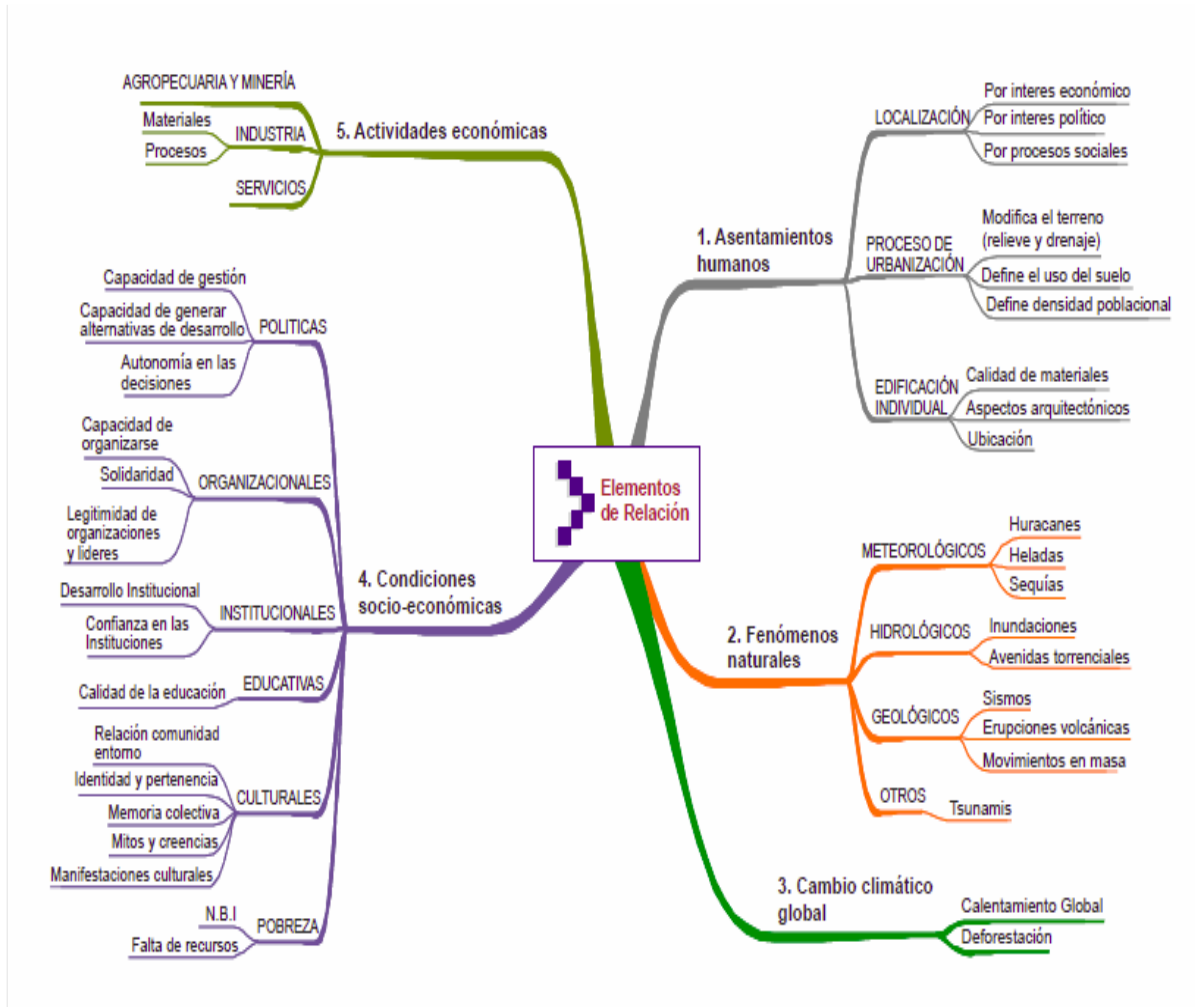 Elementos
de Relación
1. Asentamientos
humanos
LOCALIZACIÓN
Por interes económico
Por interes político
Por procesos sociales
PROCESO DE
URBANIZACIÓN
Modifica el terreno
(relieve y drenaje)
Define el uso del suelo
Define densidad poblacional
EDIFICACIÓN
INDIVIDUAL
Calidad de materiales
Aspectos arquitectónicos
Ubicación
2. Fenómenos
naturales
METEOROLÓGICOS
Huracanes
Heladas
Sequías
HIDROLÓGICOS
Inundaciones
Avenidas torrenciales
GEOLÓGICOS
Sismos
Erupciones volcánicas
Movimientos en masa
OTROS
Tsunamis
3. Cambio climático
global
Calentamiento Global
Deforestación
4. Condiciones
socio-económicas
POLITICAS
Capacidad de gestión
Capacidad de generar
alternativas de desarrollo
Autonomía en las
decisiones
ORGANIZACIONALES
Capacidad de
organizarse
Solidaridad
Legitimidad de
organizaciones
y lideres
INSTITUCIONALES
Desarrollo Institucional
Confianza en las
Instituciones
EDUCATIVAS
Calidad de la educación
CULTURALES
Relación comunidad
entorno
Identidad y pertenencia
Memoria colectiva
Mitos y creencias
Manifestaciones culturales
POBREZA
N.B.I
Falta de recursos
5. Actividades económicas
AGROPECUARIA Y MINERÍA
INDUSTRIA
Materiales
Procesos
SERVICIOS